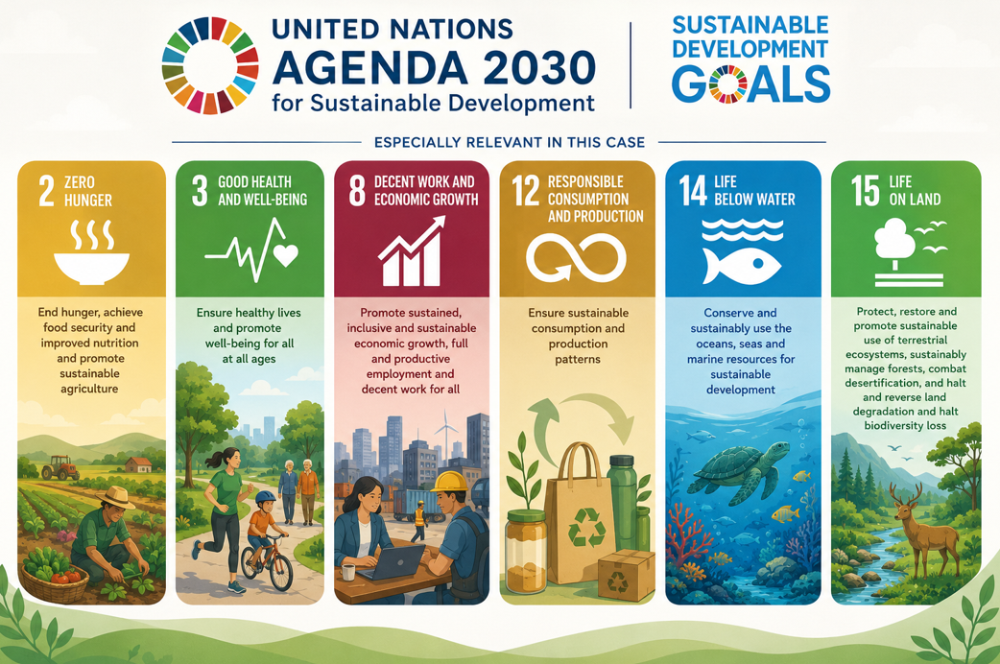 UNITED NATIONS
AGENDA 2030
for Sustainable Development
SUSTAINABLE
DEVELOPMENT
GOALS
ESPECIALLY RELEVANT IN THIS CASE
2 ZERO
HUNGER
End hunger, achieve
food security and
improved nutrition
and promote
sustainable
agriculture
3 GOOD HEALTH
AND WELL-BEING
Ensure healthy lives
and promote
well-being for all
at all ages
8 DECENT WORK AND
ECONOMIC GROWTH
Promote sustained,
inclusive and sustainable
economic growth, full
and productive
employment and
decent work for all
12 RESPONSIBLE
CONSUMPTION
AND PRODUCTION
Ensure sustainable
consumption and
production
patterns
14 LIFE
BELOW WATER
Conserve and
sustainably use the
oceans, seas and
marine resources for
sustainable
development
15 LIFE
ON LAND
Protect, restore and
promote sustainable
use of terrestrial
ecosystems, sustainably
manage forests, combat
desertification, and halt
and reverse land
degradation and halt
biodiversity loss